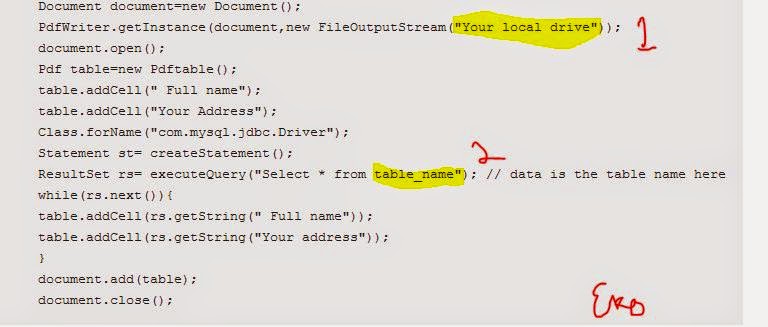 Document document=new Document();
PdfWriter.getInstance(document,new FileOutputStream("Your local drive")); 1
document.open();
Pdf table=new Pdftable();
table.addCell(" Full name");
table.addCell("Your Address");
Class.forName("com.mysql.jdbc.Driver");
Statement st= createStatement();
2
ResultSet rs= executeQuery("Select * from table_name"); // data is the table name here
while(rs.next()){
table.addCell(rs.getString(" Full name"));
table.addCell(rs.getString("Your address"));
}
document.add(table);
document.close();